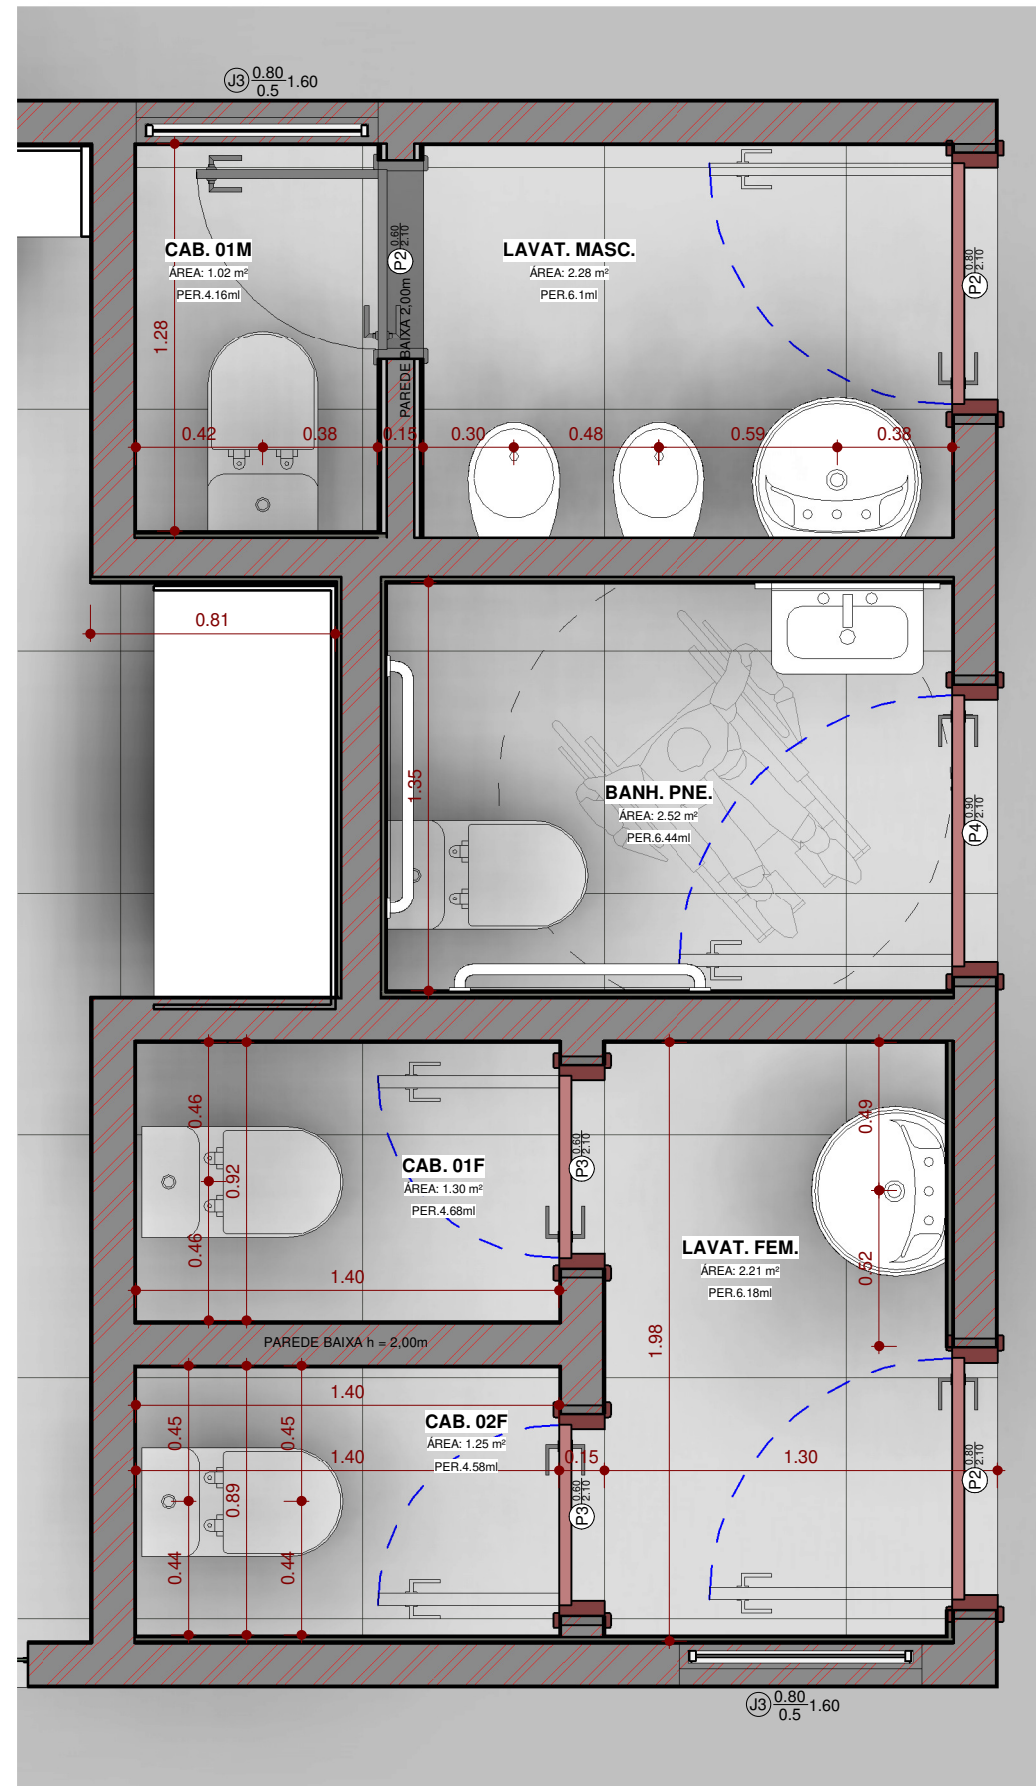 J3 0.80
0.5 1.60
CAB. 01M
ÁREA: 1.02 m²
PER.4.16ml
P2 0.60
2.10
PAREDE BAIXA 2,00m
LAVAT. MASC.
ÁREA: 2.28 m²
PER.6.1ml
P2 0.80
2.10
1.28
0.42
0.38
0.15
0.30
0.48
0.59
0.38
0.81
1.35
BANH. PNE.
ÁREA: 2.52 m²
PER.6.44ml
P4 0.90
2.10
0.46
0.92
0.46
CAB. 01F
ÁREA: 1.30 m²
PER.4.68ml
P3 0.60
2.10
1.40
0.49
0.52
LAVAT. FEM.
ÁREA: 2.21 m²
PER.6.18ml
1.98
PAREDE BAIXA h = 2,00m
1.40
0.45
0.45
CAB. 02F
ÁREA: 1.25 m²
PER.4.58ml
1.40
0.15
1.30
0.89
0.44
0.44
P3 0.60
2.10
P2 0.80
2.10
J3 0.80
0.5 1.60